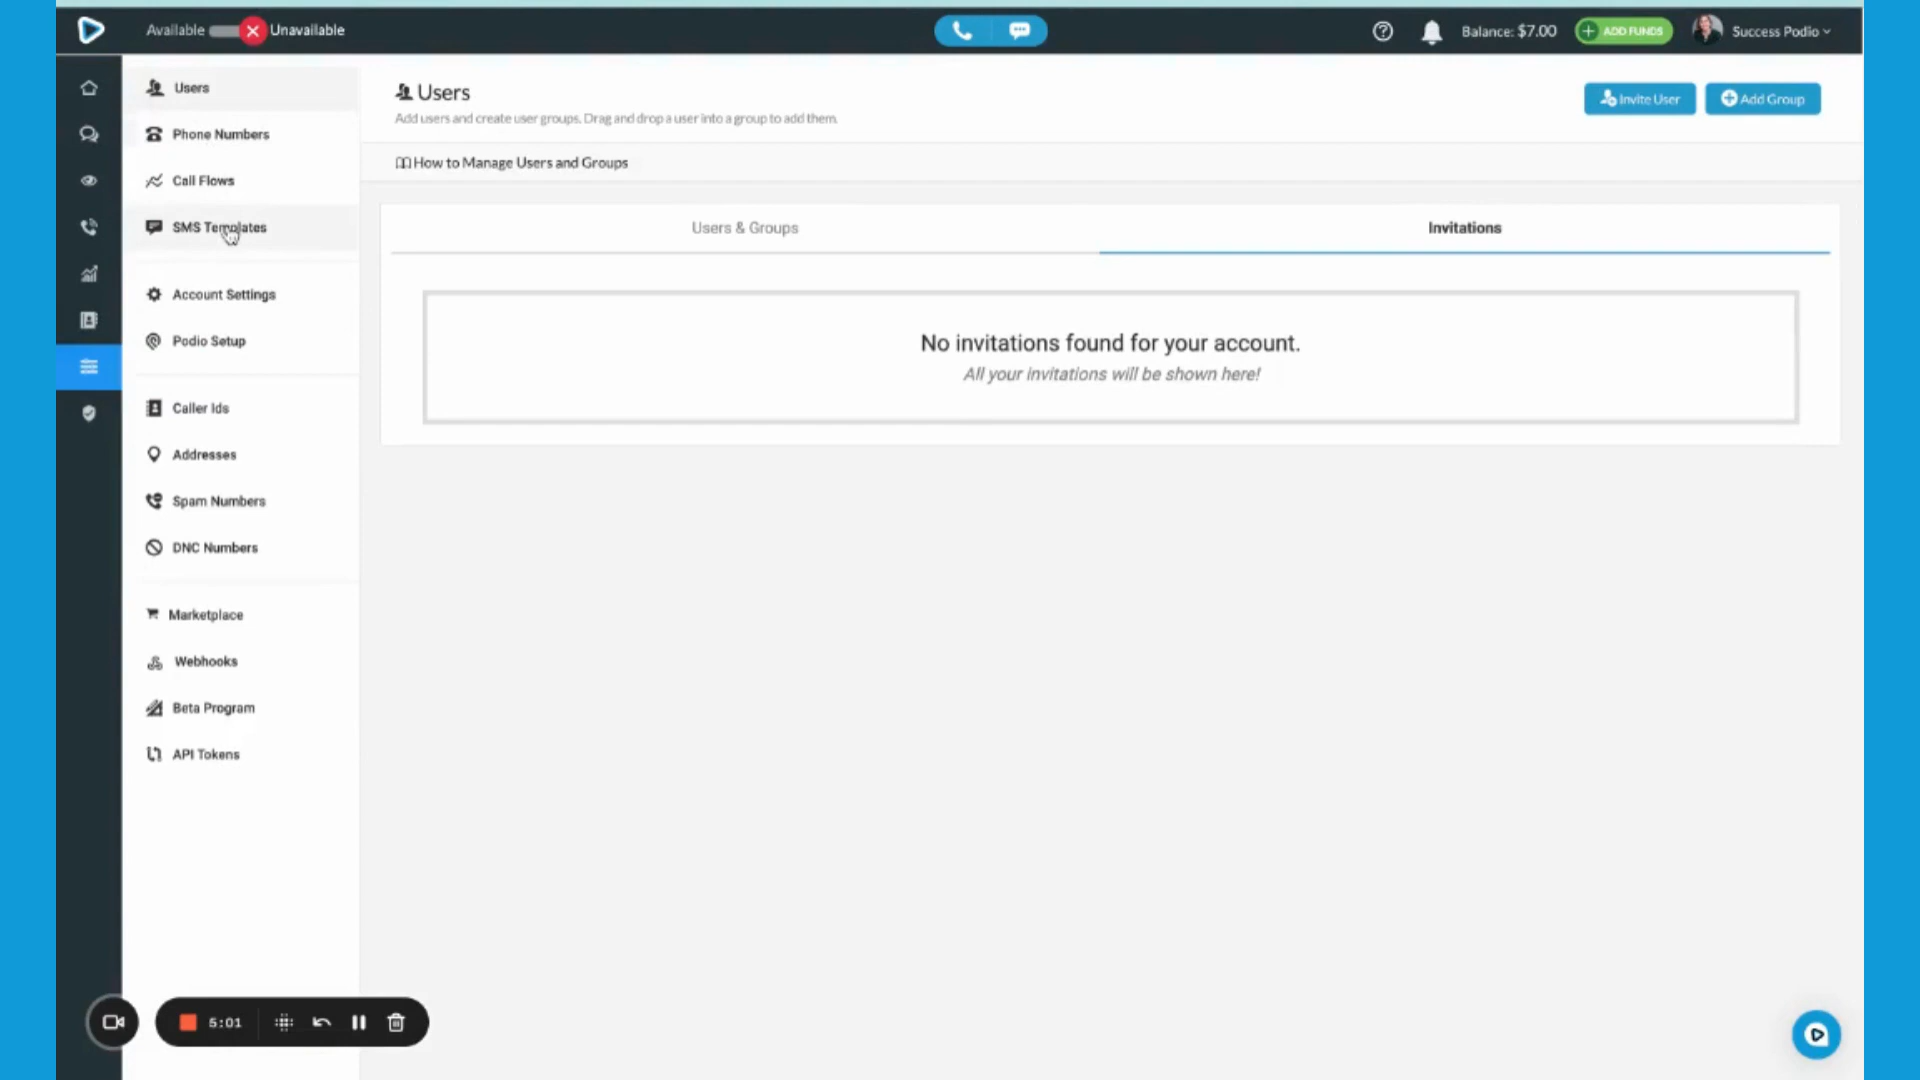 Available Unavailable Balance: $7.00 ADD FUNDS Success Podio
Users
Phone Numbers
Call Flows
SMS Templates
Account Settings
Podio Setup
Caller Ids
Addresses
Spam Numbers
DNC Numbers
Marketplace
Webhooks
Beta Program
API Tokens
Users
Add users and create user groups. Drag and drop a user into a group to add them.
Invite User Add Group
How to Manage Users and Groups
Users & Groups Invitations
No invitations found for your account.
All your invitations will be shown here!
5:01